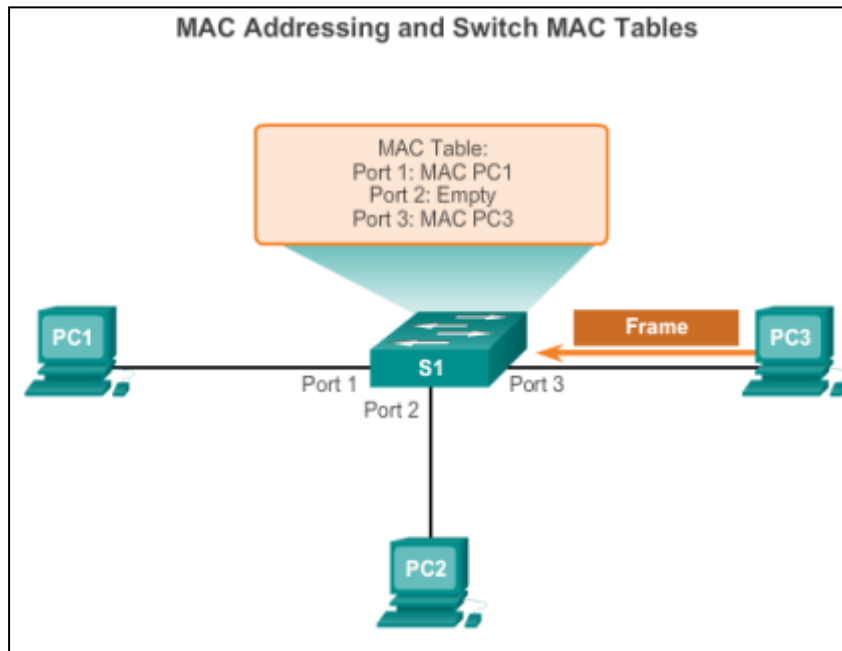 MAC Addressing and Switch MAC Tables
MAC Table:
Port 1: MAC PC1
Port 2: Empty
Port 3: MAC PC3
PC1
Frame
PC3
S1
Port 1
Port 3
Port 2
PC2